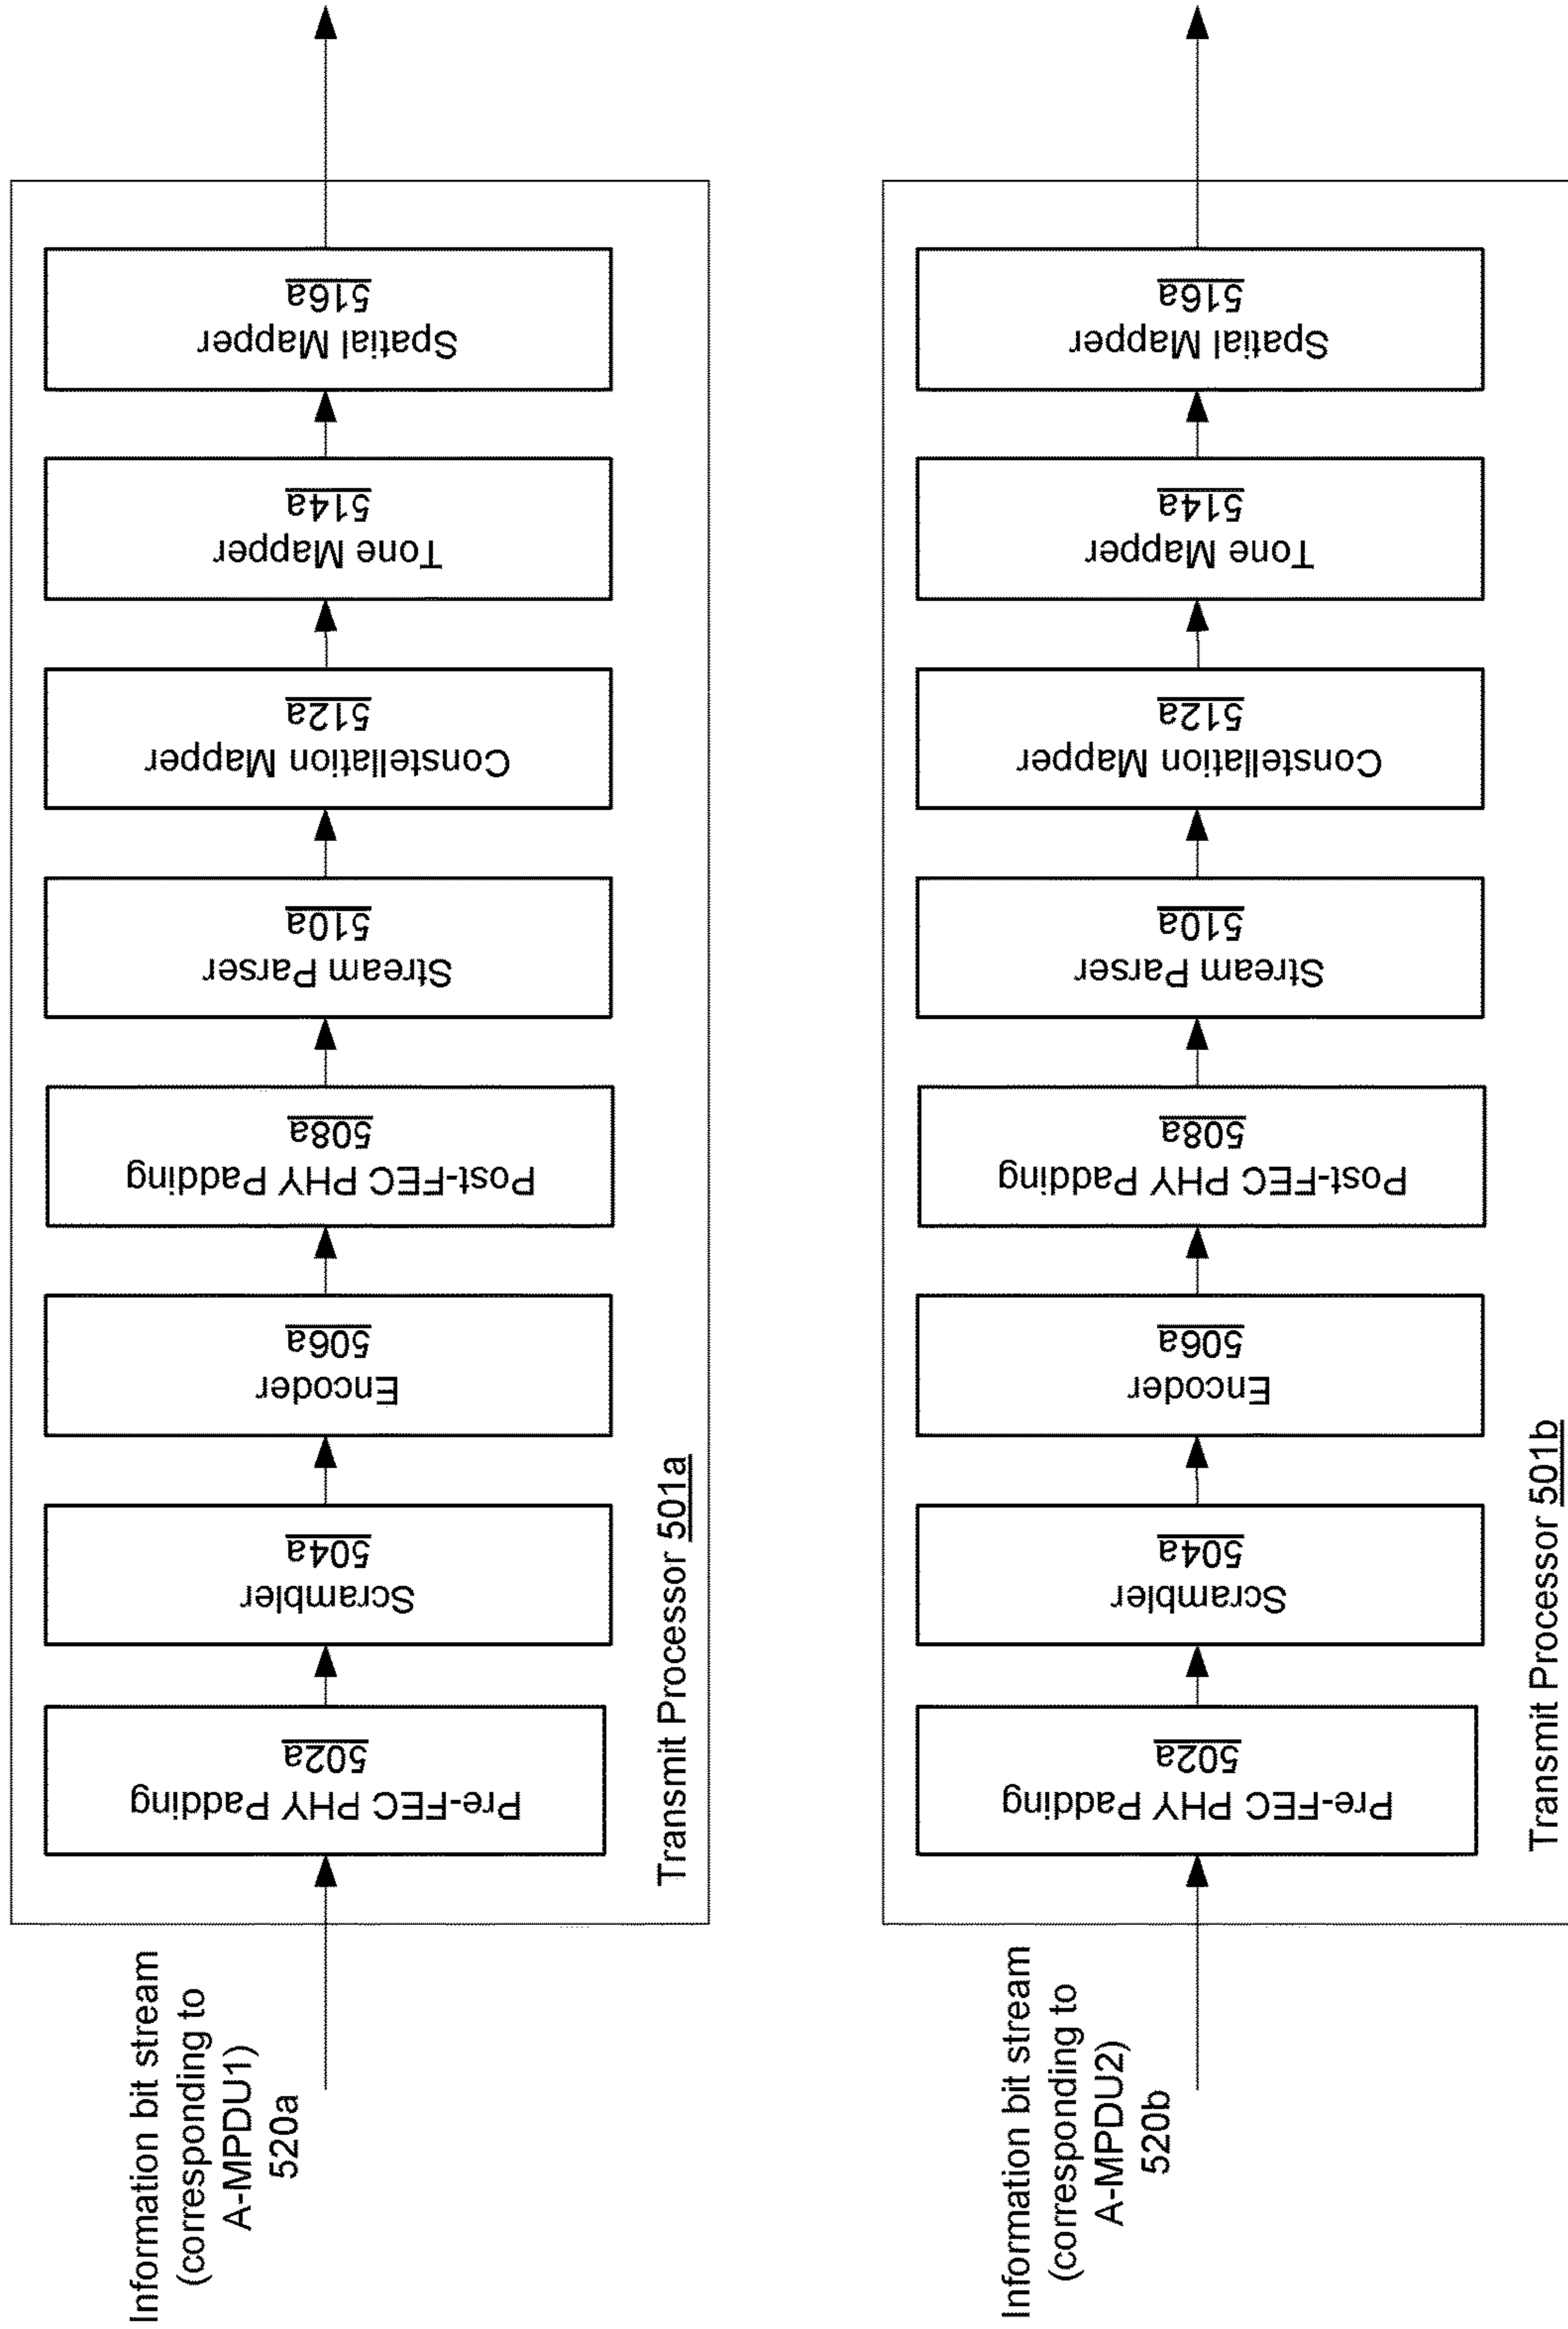 Information bit stream
(corresponding to
A-MPDU1)
520a
Pre-FEC PHY Padding
502a
Scrambler
504a
Encoder
506a
Post-FEC PHY Padding
508a
Stream Parser
510a
Constellation Mapper
512a
Tone Mapper
514a
Spatial Mapper
516a
Transmit Processor 501a
Information bit stream
(corresponding to
A-MPDU2)
520b
Pre-FEC PHY Padding
502a
Scrambler
504a
Encoder
506a
Post-FEC PHY Padding
508a
Stream Parser
510a
Constellation Mapper
512a
Tone Mapper
514a
Spatial Mapper
516a
Transmit Processor 501b